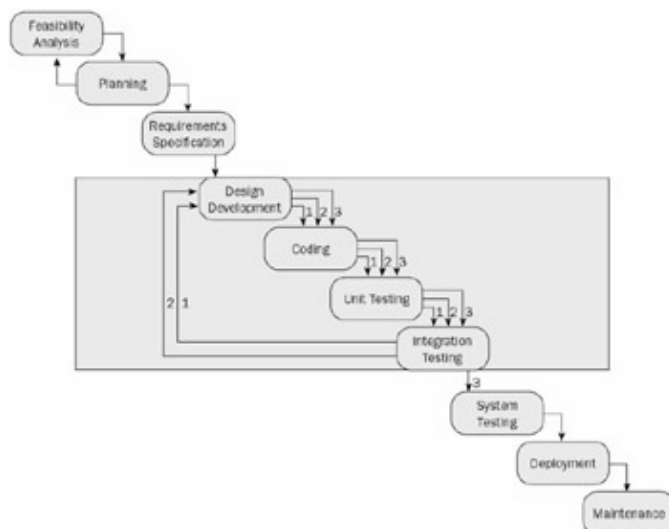 Feasibility
Analysis
Planning
Requirements
Specification
Design
Development
1 2 3
Coding
1 2 3
2 1
Unit Testing
1 2 3
Integration
Testing
3
System
Testing
Deployment
Maintenance